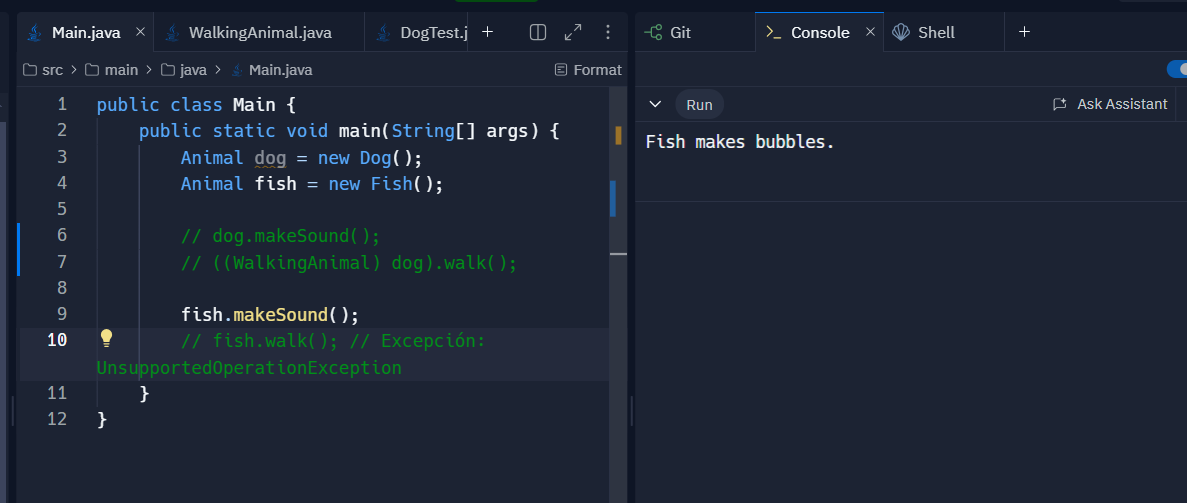 Main.java × WalkingAnimal.java DogTest.j +
Git Console × Shell +
src > main > java > Main.java Format
Run Ask Assistant
1 public class Main {
2 public static void main(String[] args) {
3 Animal dog = new Dog();
4 Animal fish = new Fish();
5
6 // dog.makeSound();
7 // ((WalkingAnimal) dog).walk();
8
9 fish.makeSound();
10 // fish.walk(); // Excepción:
UnsupportedOperationException
11 }
12 }
Fish makes bubbles.